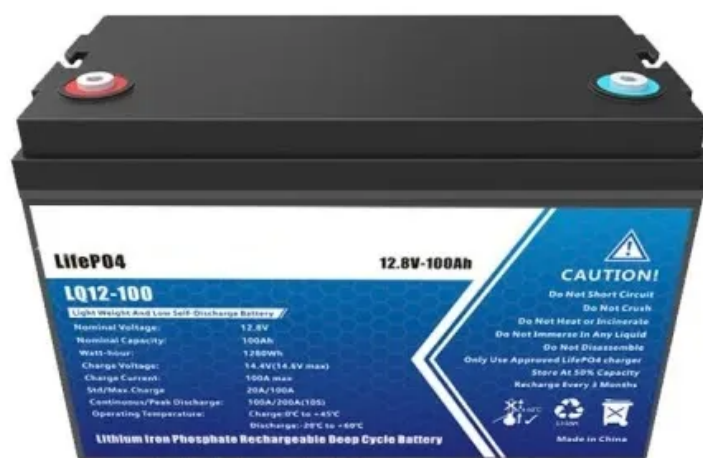 LifePO4
12.8V-100Ah
LQ12-100
Light Weight And Low Self-Discharge Battery
Nominal Voltage: 12.8V
Nominal Capacity: 100Ah
Watt-hour: 1280Wh
Charge Voltage: 14.4V(14.6V max)
Charge Current: 100A max
Std/Max.Charge 20A/100A
Continuous/Peak Discharge: 100A/200A(10S)
Operating Temperature: Charge:0℃ to +45℃
Discharge:-20℃ to +60℃
Lithium Iron Phosphate Rechargeable Deep Cycle Battery
CAUTION!
Do Not Short Circuit
Do Not Crush
Do Not Heat or Incinerate
Do Not Immerse In Any Liquid
Do Not Disassemble
Only Use Approved LifePO4 charger
Store At 50% Capacity
Recharge Every 3 Months
Li-ion
Made in China